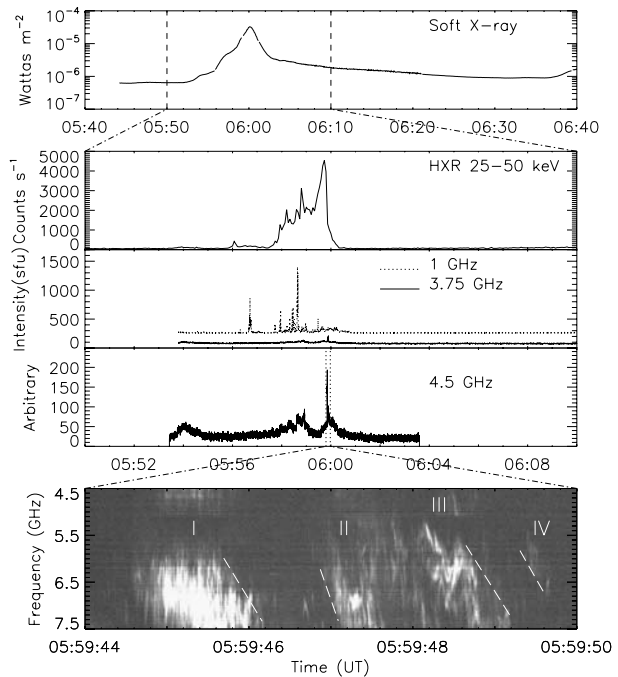 10⁻⁴
10⁻⁵
10⁻⁶
10⁻⁷
Wattas m⁻²
Soft X-ray
05:40 05:50 06:00 06:10 06:20 06:30 06:40
5000
4000
3000
2000
1000
0
Counts s⁻¹
HXR 25-50 keV
1500
1000
500
0
Intensity(sfu)
1 GHz
3.75 GHz
200
150
100
50
0
Arbitrary
4.5 GHz
05:52 05:56 06:00 06:04 06:08
4.5
5.5
6.5
7.5
Frequency (GHz)
I II III IV
05:59:44 05:59:46 05:59:48 05:59:50
Time (UT)